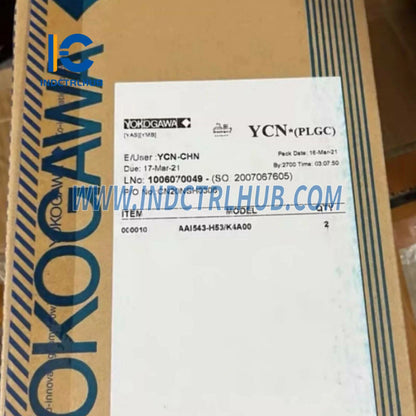 INDCTRLHUB
YOKOGAWA
YOKOGAWA
[YAS][YMB]
YCN*(PLGC)
E/User :YCN-CHN
Pack Date: 16-Mar-21
Due: 17-Mar-21
By:2700 Time: 03:07:50
LNo: 1006070049 - (SO: 2007067605)
P/O No:
WWW.INDCTRLHUB.COM
ITEM MODEL QTY
000010 AAI543-H53/K4A00 2